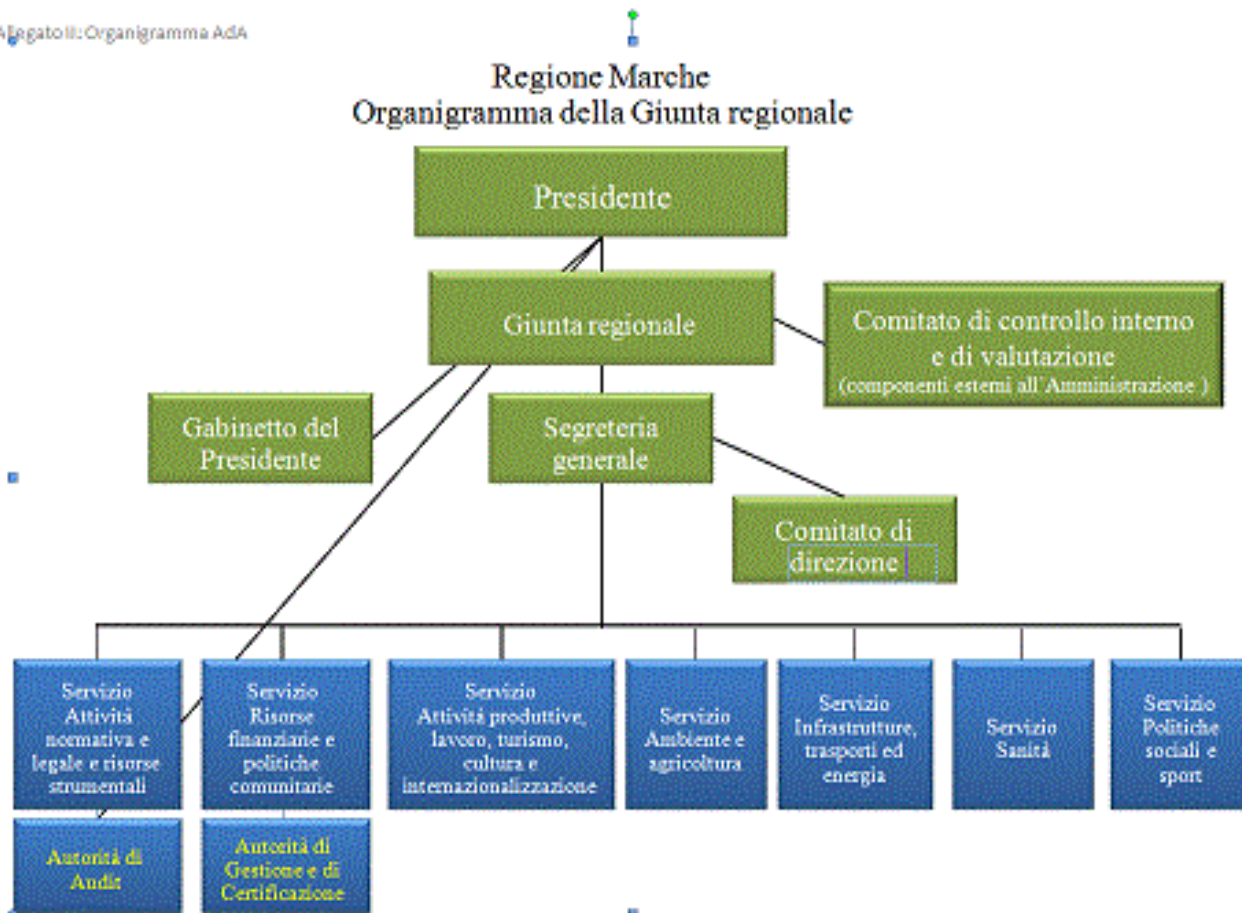 Allegato II: Organigramma AdA
Regione Marche
Organigramma della Giunta regionale
Presidente
Giunta regionale
Comitato di controllo interno
e di valutazione
(componenti esterni all'Amministrazione )
Gabinetto del
Presidente
Segreteria
generale
Comitato di
direzione
Servizio
Attività
normativa e
legale e risorse
strumentali
Servizio
Risorse
finanziarie e
politiche
comunitarie
Servizio
Attività produttive,
lavoro, turismo,
cultura e
internazionalizzazione
Servizio
Ambiente e
agricoltura
Servizio
Infrastrutture,
trasporti ed
energia
Servizio
Sanità
Servizio
Politiche
sociali e
sport
Autorità di
Audit
Autorità di
Gestione e di
Certificazione